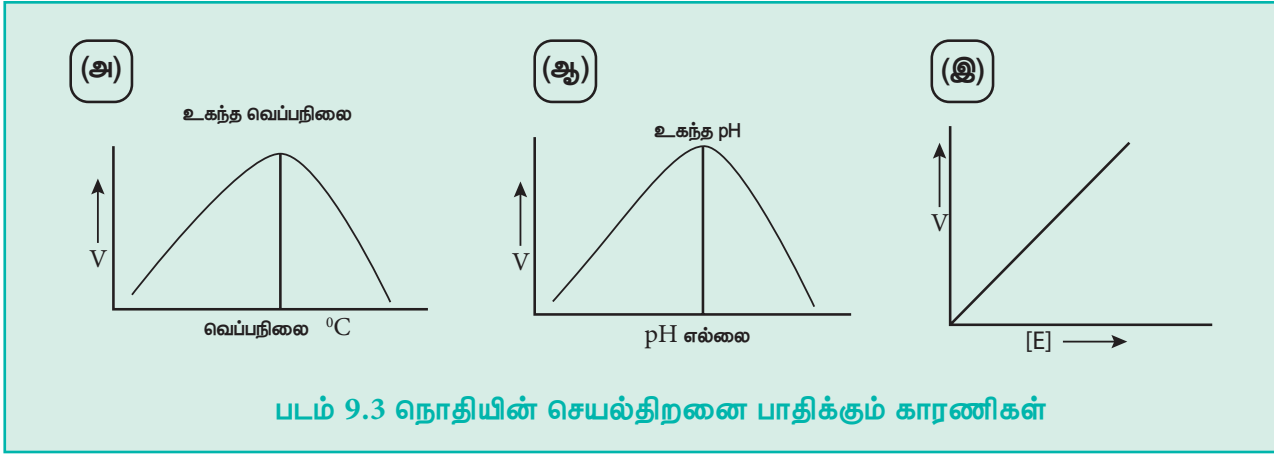 (அ)
உகந்த வெப்பநிலை
V
வெப்பநிலை ⁰C
(ஆ)
உகந்த pH
V
pH எல்லை
(இ)
V
[E]
படம் 9.3 நொதியின் செயல்திறனை பாதிக்கும் காரணிகள்